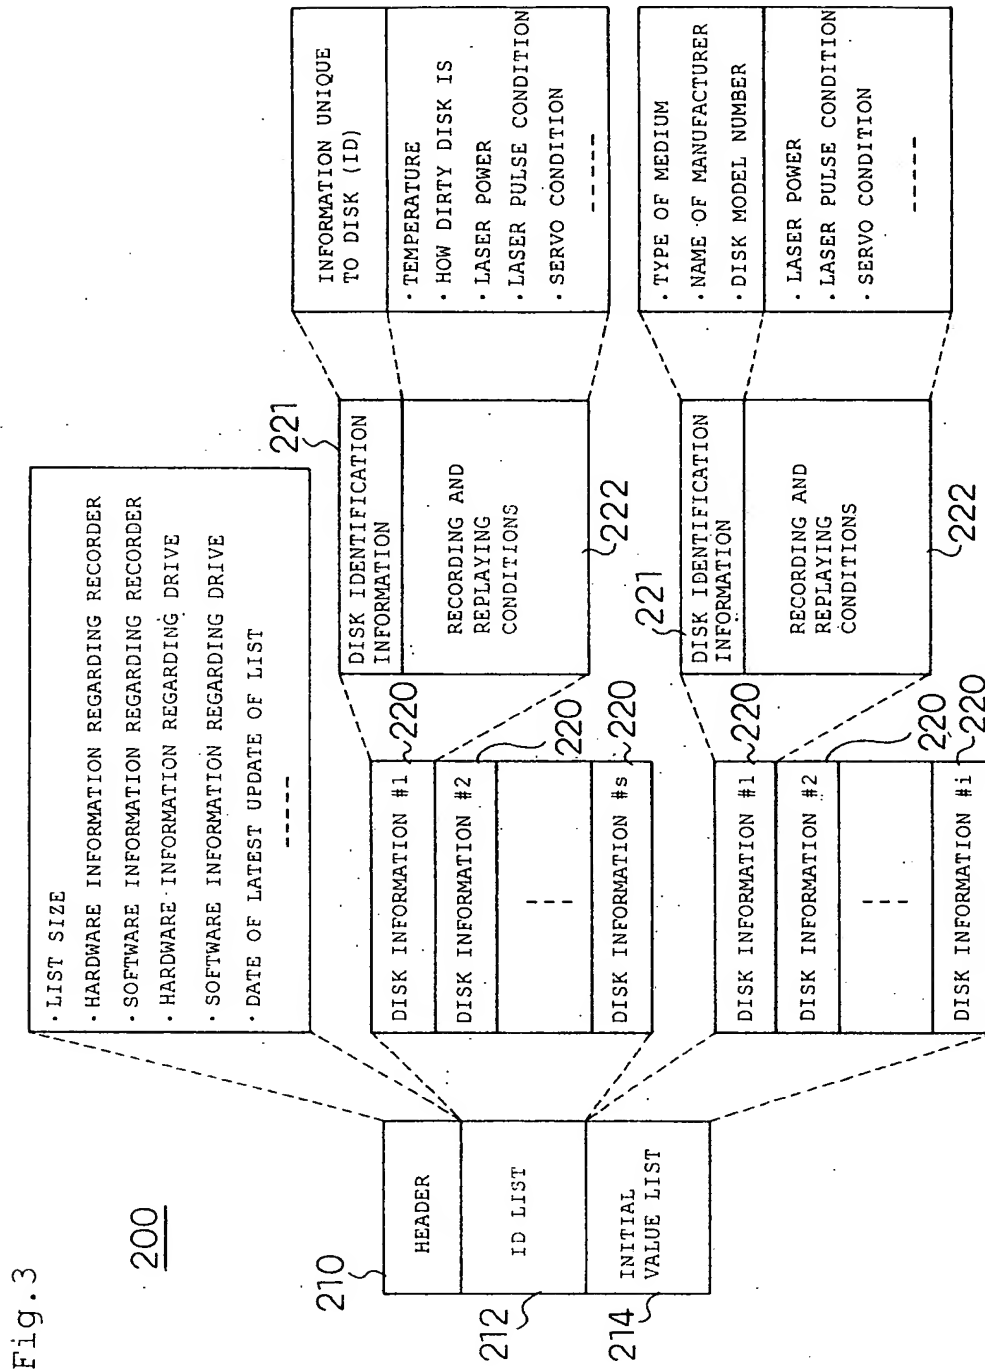 Fig.3
200
210
HEADER
212
ID LIST
214
INITIAL
VALUE LIST
· LIST SIZE
· HARDWARE INFORMATION REGARDING RECORDER
· SOFTWARE INFORMATION REGARDING RECORDER
· HARDWARE INFORMATION REGARDING DRIVE
· SOFTWARE INFORMATION REGARDING DRIVE
· DATE OF LATEST UPDATE OF LIST
-----
DISK INFORMATION #1
220
DISK INFORMATION #2
220
---
DISK INFORMATION #s
220
221
DISK IDENTIFICATION
INFORMATION
RECORDING AND
REPLAYING
CONDITIONS
222
INFORMATION UNIQUE
TO DISK (ID)
· TEMPERATURE
· HOW DIRTY DISK IS
· LASER POWER
· LASER PULSE CONDITION
· SERVO CONDITION
-----
DISK INFORMATION #1
220
DISK INFORMATION #2
220
---
DISK INFORMATION #i
220
221
DISK IDENTIFICATION
INFORMATION
RECORDING AND
REPLAYING
CONDITIONS
222
· TYPE OF MEDIUM
· NAME OF MANUFACTURER
· DISK MODEL NUMBER
· LASER POWER
· LASER PULSE CONDITION
· SERVO CONDITION
-----